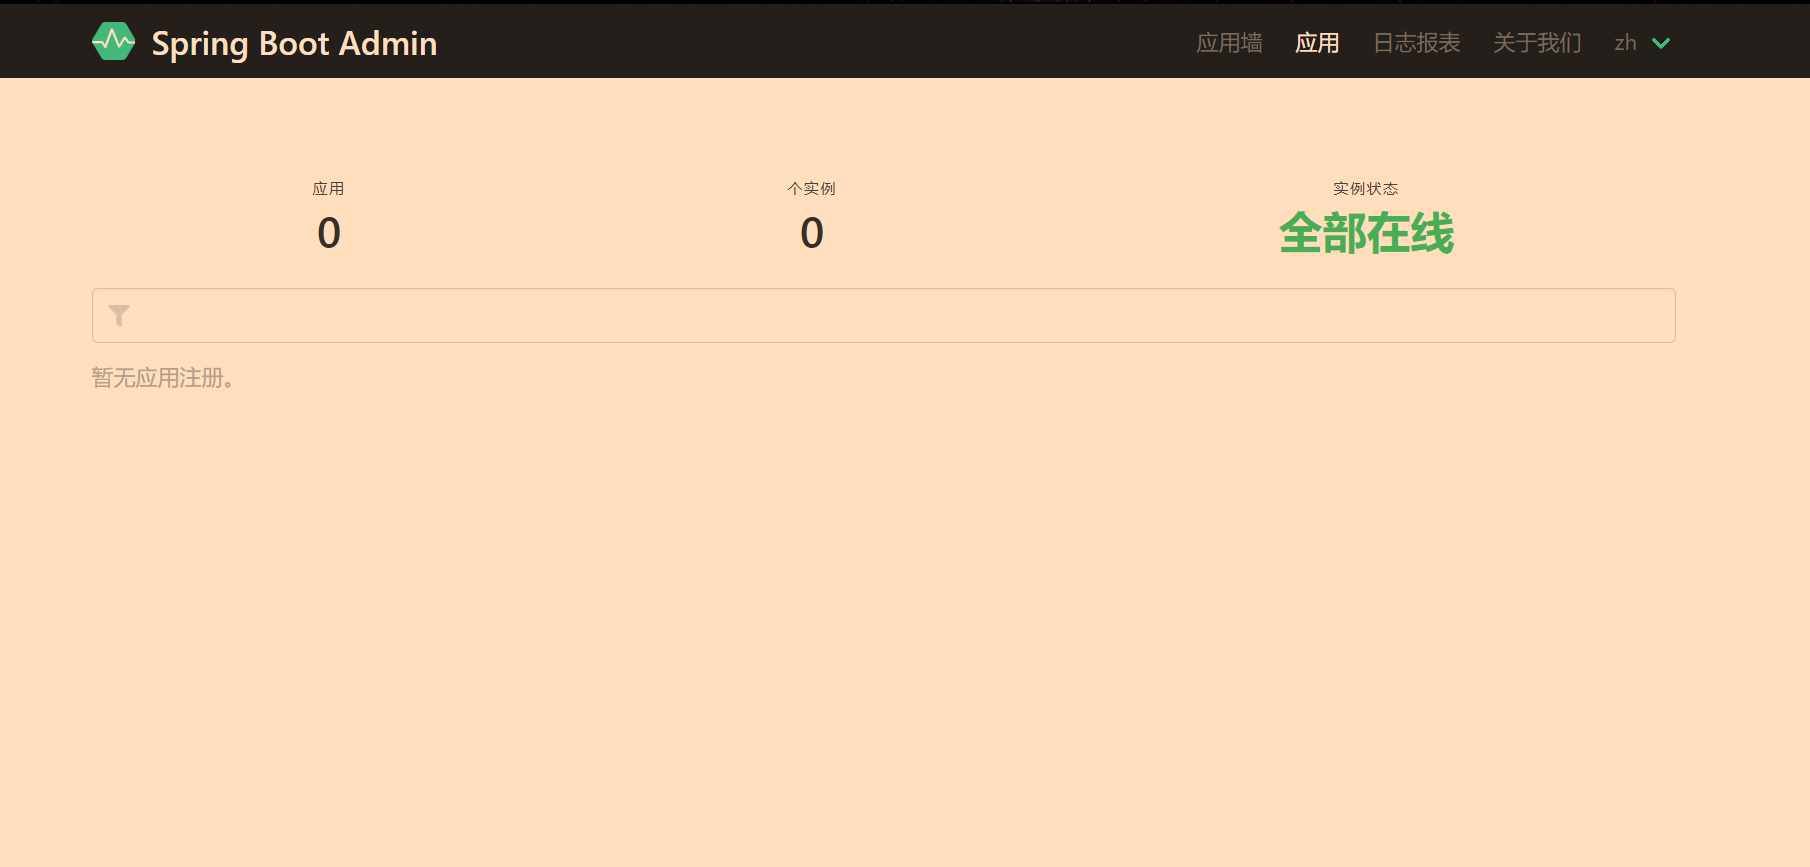 Spring Boot Admin
应用墙 应用 日志报表 关于我们 zh
应用 个实例 实例状态
0 0 全部在线
暂无应用注册。